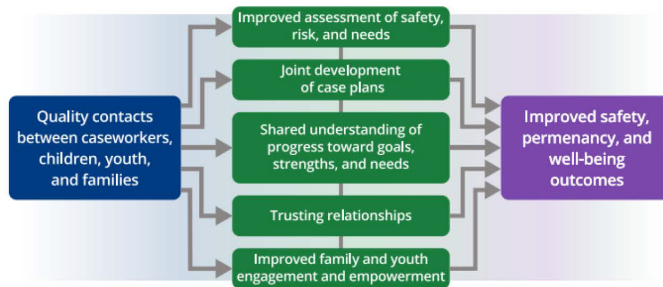 Improved assessment of safety,
risk, and needs
Joint development
of case plans
Quality contacts
between caseworkers,
children, youth,
and families
Shared understanding of
progress toward goals,
strengths, and needs
Improved safety,
permenancy, and
well-being
outcomes
Trusting relationships
Improved family and youth
engagement and empowerment